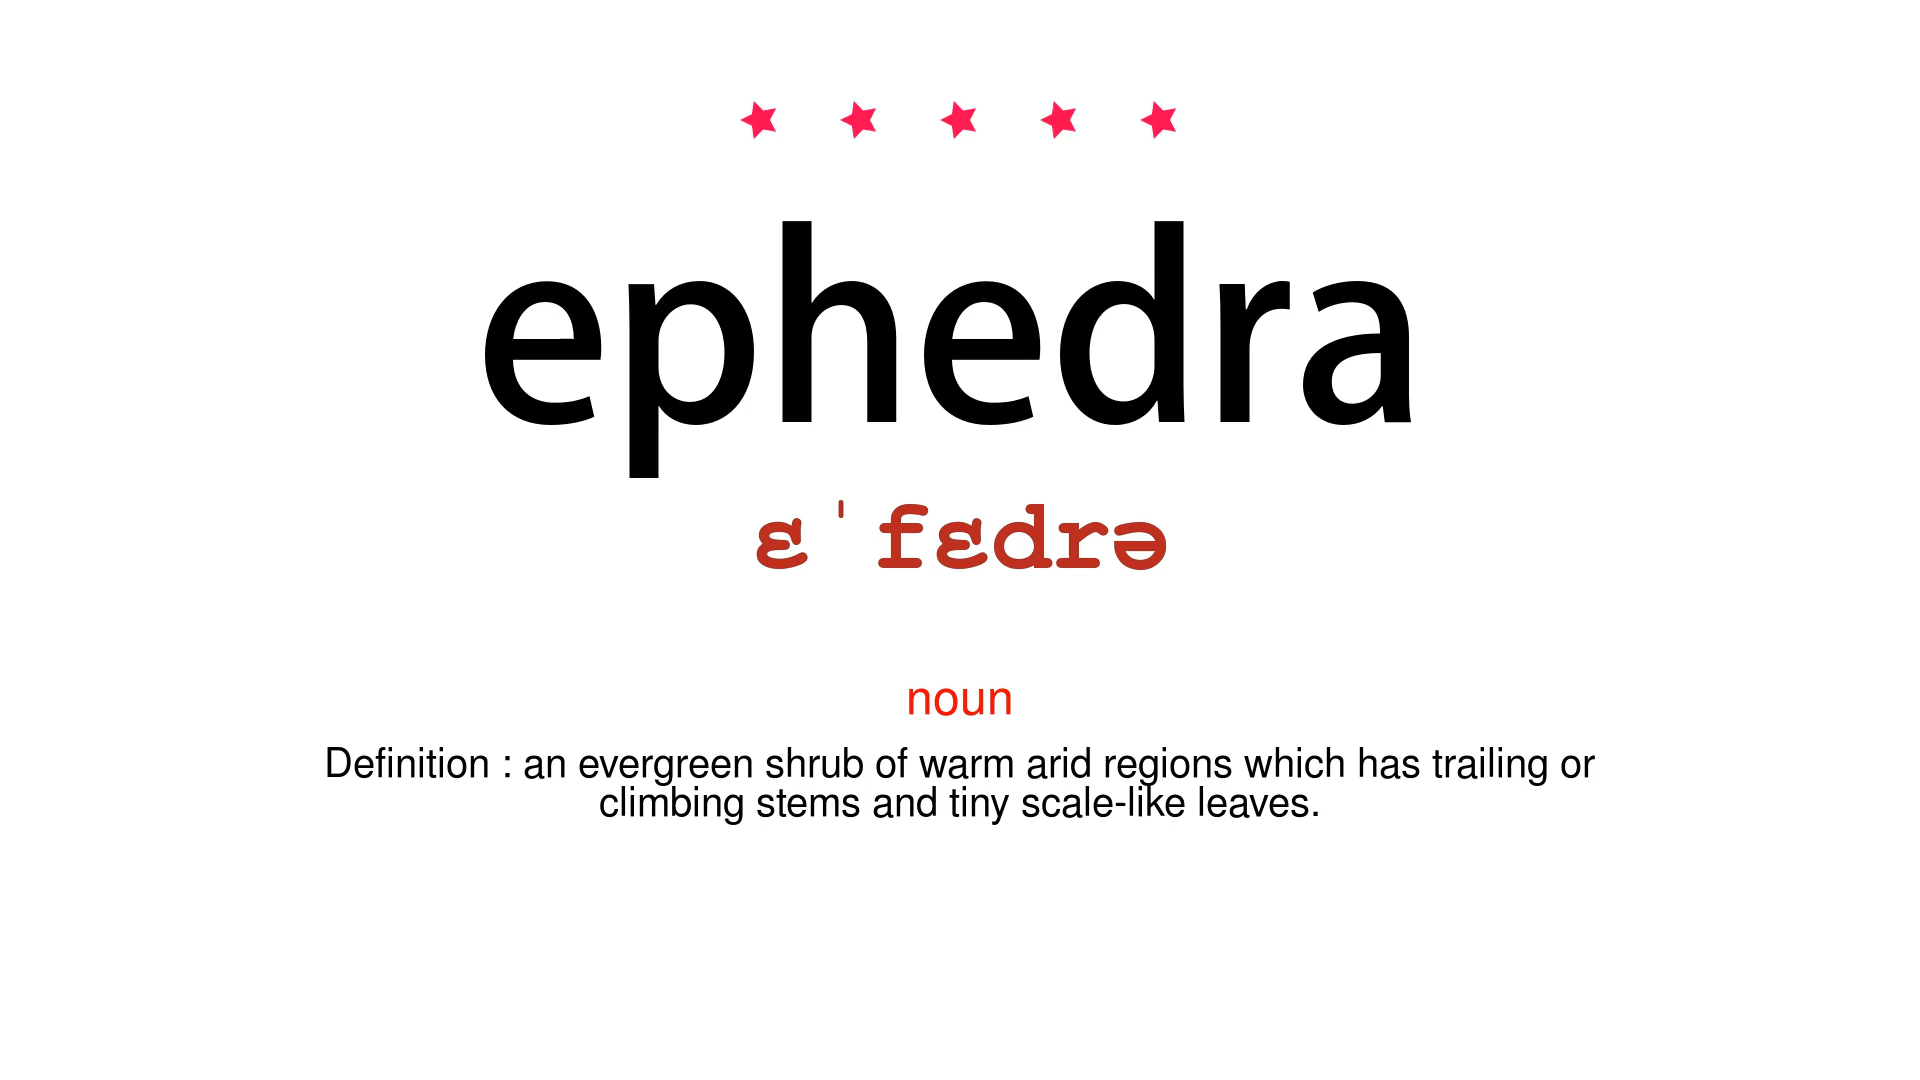 ephedra
ɛˈfɛdrə
noun
Definition : an evergreen shrub of warm arid regions which has trailing or
climbing stems and tiny scale-like leaves.